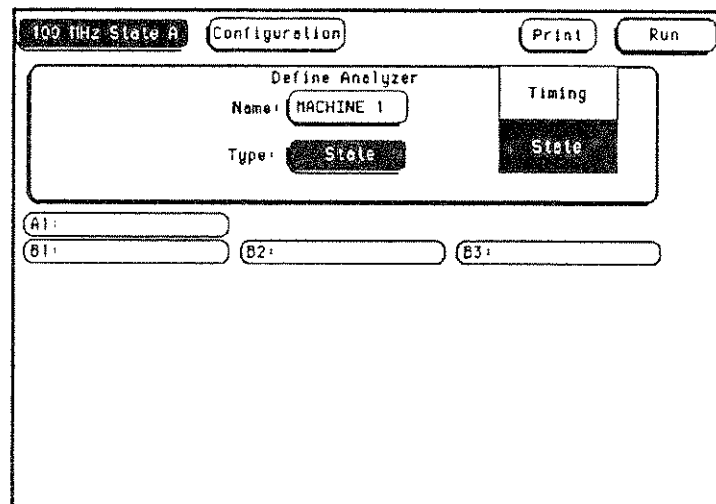 100 MHz State A Configuration Print Run
Define Analyzer
Name: MACHINE 1
Timing
Type: State
State
A1:
B1: B2: B3: